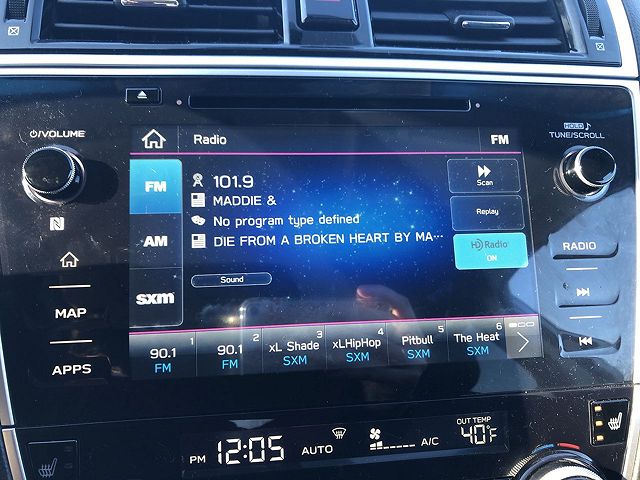 ⏻/VOLUME
HOLD ♪
TUNE/SCROLL
Radio FM
FM
101.9
MADDIE &
No program type defined
DIE FROM A BROKEN HEART BY MA···
Scan
Replay
HD Radio
ON
AM
sxm
Sound
MAP
APPS
RADIO
1 2 3 4 5 6
90.1 90.1 xL Shade xLHipHop Pitbull The Heat
FM FM SXM SXM SXM SXM
PM 12:05 AUTO A/C
OUT TEMP
40°F